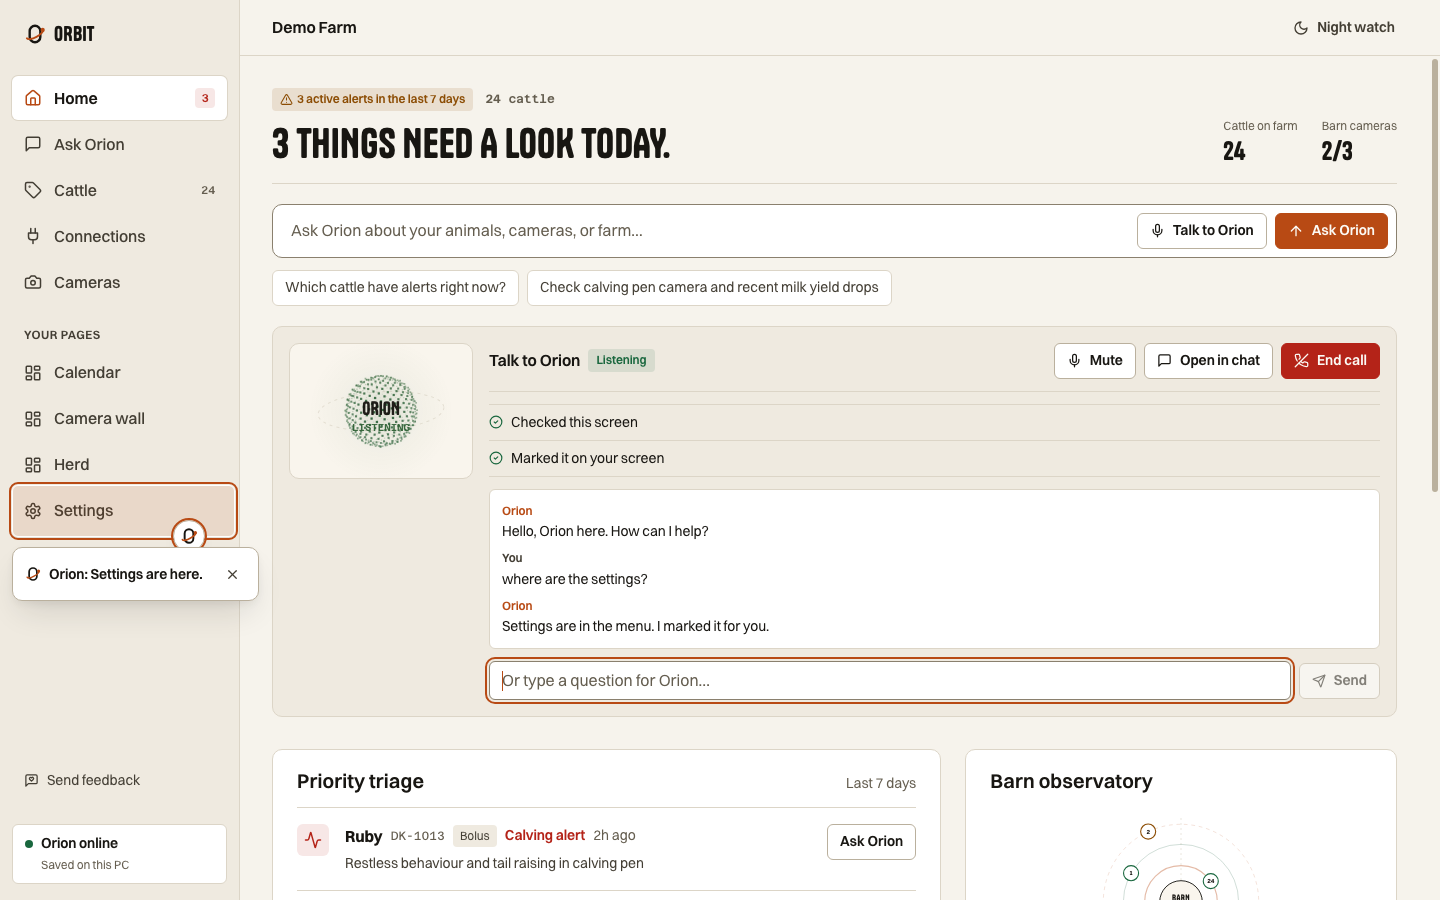 ORBIT
Home
3
Ask Orion
Cattle
24
Connections
Cameras
YOUR PAGES
Calendar
Camera wall
Herd
Settings
Orion: Settings are here.
Send feedback
Orion online
Saved on this PC
Demo Farm
Night watch
3 active alerts in the last 7 days
24 cattle
3 THINGS NEED A LOOK TODAY.
Cattle on farm
24
Barn cameras
2/3
Ask Orion about your animals, cameras, or farm...
Talk to Orion
Ask Orion
Which cattle have alerts right now?
Check calving pen camera and recent milk yield drops
ORION
LISTENING
Talk to Orion
Listening
Mute
Open in chat
End call
Checked this screen
Marked it on your screen
Orion
Hello, Orion here. How can I help?
You
where are the settings?
Orion
Settings are in the menu. I marked it for you.
Or type a question for Orion...
Send
Priority triage
Last 7 days
Ruby DK-1013 Bolus Calving alert 2h ago
Restless behaviour and tail raising in calving pen
Ask Orion
Barn observatory
2
1
24
BARN